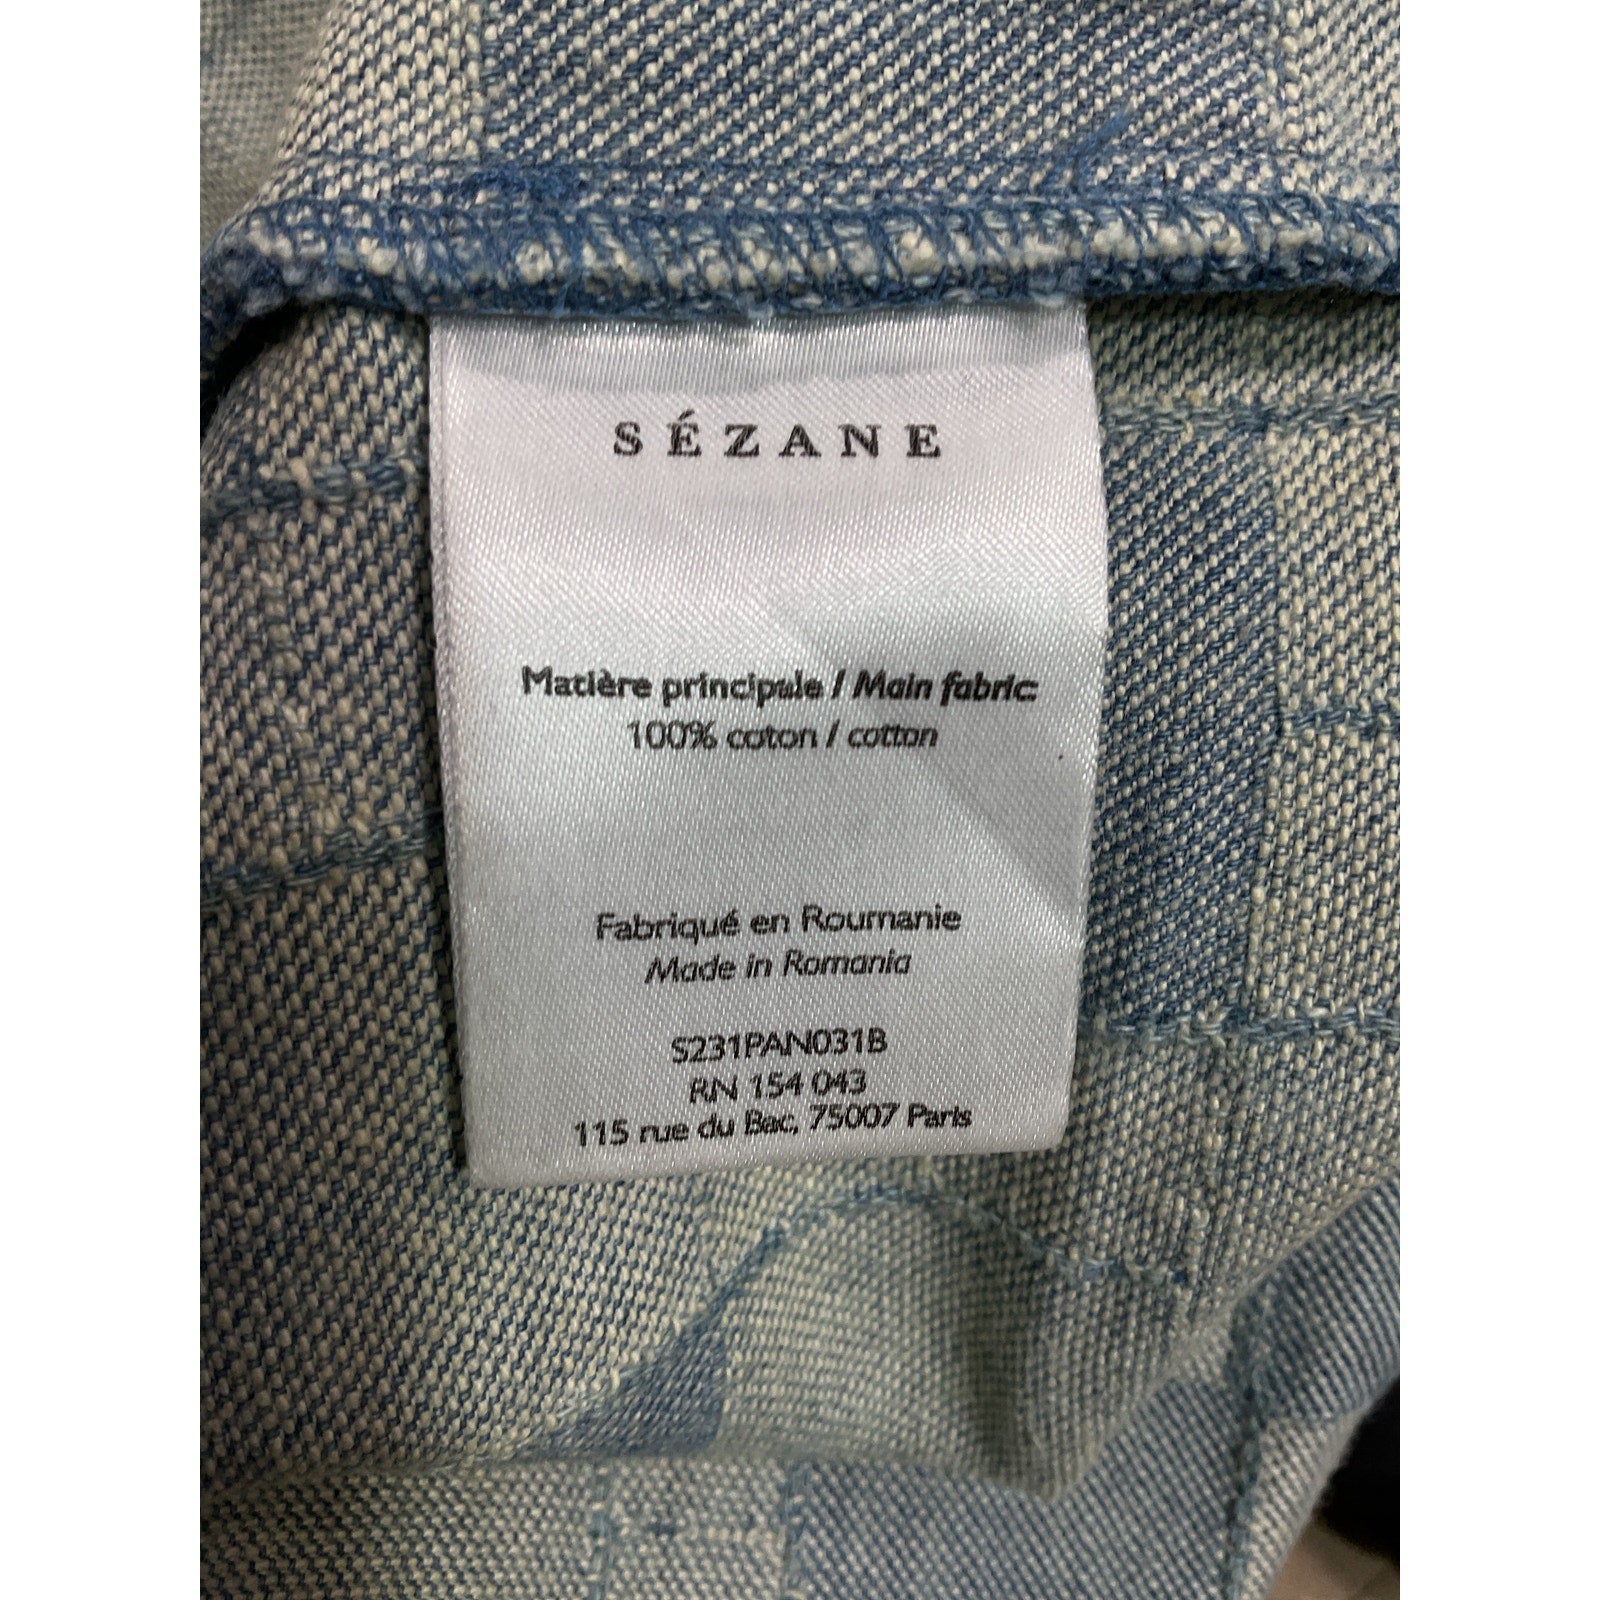 SÉZANE
Matière principale / Main fabric
100% coton / cotton
Fabriqué en Roumanie
Made in Romania
S231PAN031B
RN 154 043
115 rue du Bac, 75007 Paris